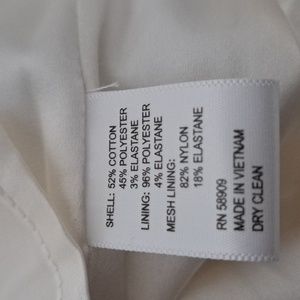 SHELL: 52% COTTON
45% POLYESTER
3% ELASTANE
LINING: 96% POLYESTER
4% ELASTANE
MESH LINING:
82% NYLON
18% ELASTANE
RN 58909
MADE IN VIETNAM
DRY CLEAN